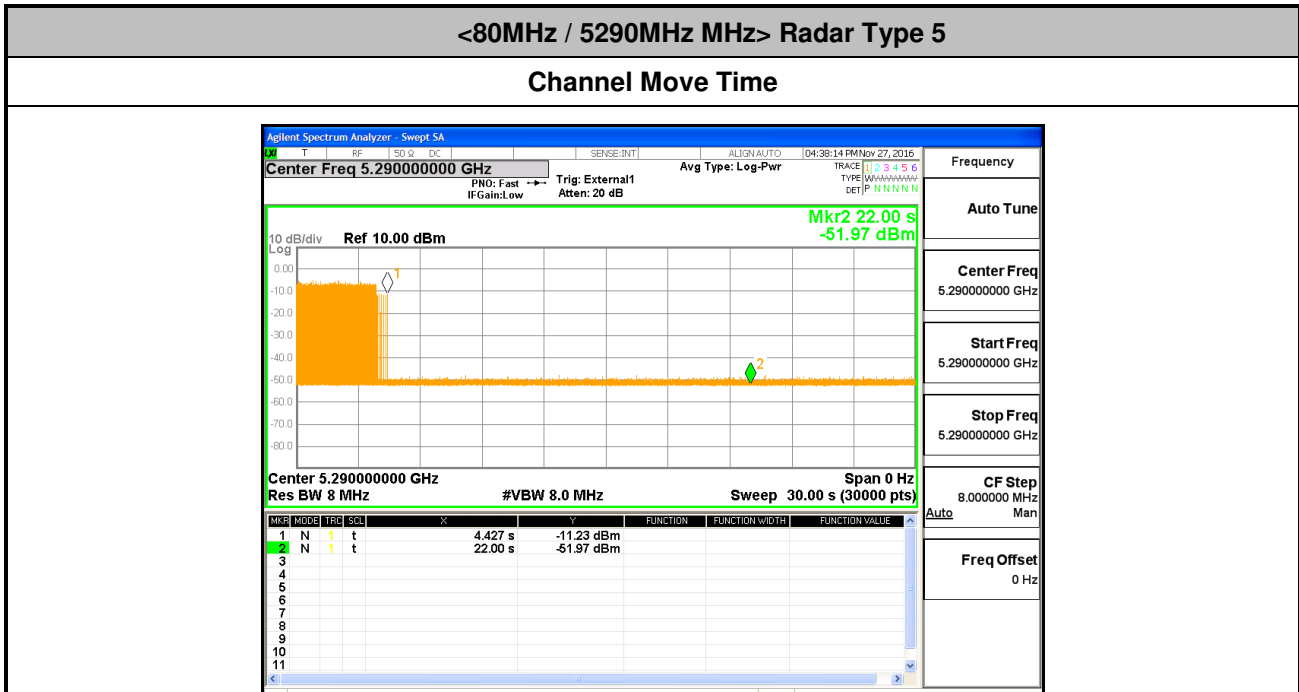 <80MHz / 5290MHz MHz> Radar Type 5
Channel Move Time
Agilent Spectrum Analyzer - Swept SA
LXI T RF 50 Ω DC SENSE:INT ALIGN AUTO 04:38:14 PM Nov 27, 2016
Center Freq 5.290000000 GHz
PNO: Fast
IFGain:Low
Trig: External1
Atten: 20 dB
Avg Type: Log-Pwr
TRACE 1 2 3 4 5 6
TYPE WWWWWW
DET P N N N N N
Mkr2 22.00 s
-51.97 dBm
10 dB/div Ref 10.00 dBm
Log
0.00
-10.0
-20.0
-30.0
-40.0
-50.0
-60.0
-70.0
-80.0
1
2
Center 5.290000000 GHz Span 0 Hz
Res BW 8 MHz #VBW 8.0 MHz Sweep 30.00 s (30000 pts)
MKR MODE TRC SCL X Y FUNCTION FUNCTION WIDTH FUNCTION VALUE
1 N 1 t 4.427 s -11.23 dBm
2 N 1 t 22.00 s -51.97 dBm
3
4
5
6
7
8
9
10
11
Frequency
Auto Tune
Center Freq
5.290000000 GHz
Start Freq
5.290000000 GHz
Stop Freq
5.290000000 GHz
CF Step
8.000000 MHz
Auto Man
Freq Offset
0 Hz